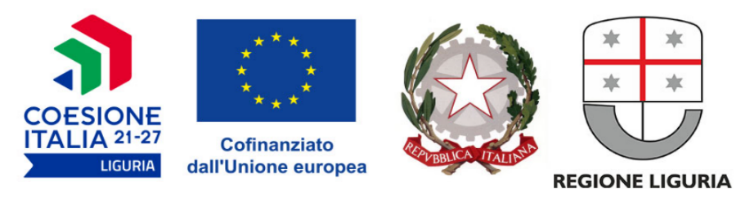 COESIONE
ITALIA 21-27
LIGURIA
Cofinanziato
dall'Unione europea
REPVBBLICA ITALIANA
REGIONE LIGURIA